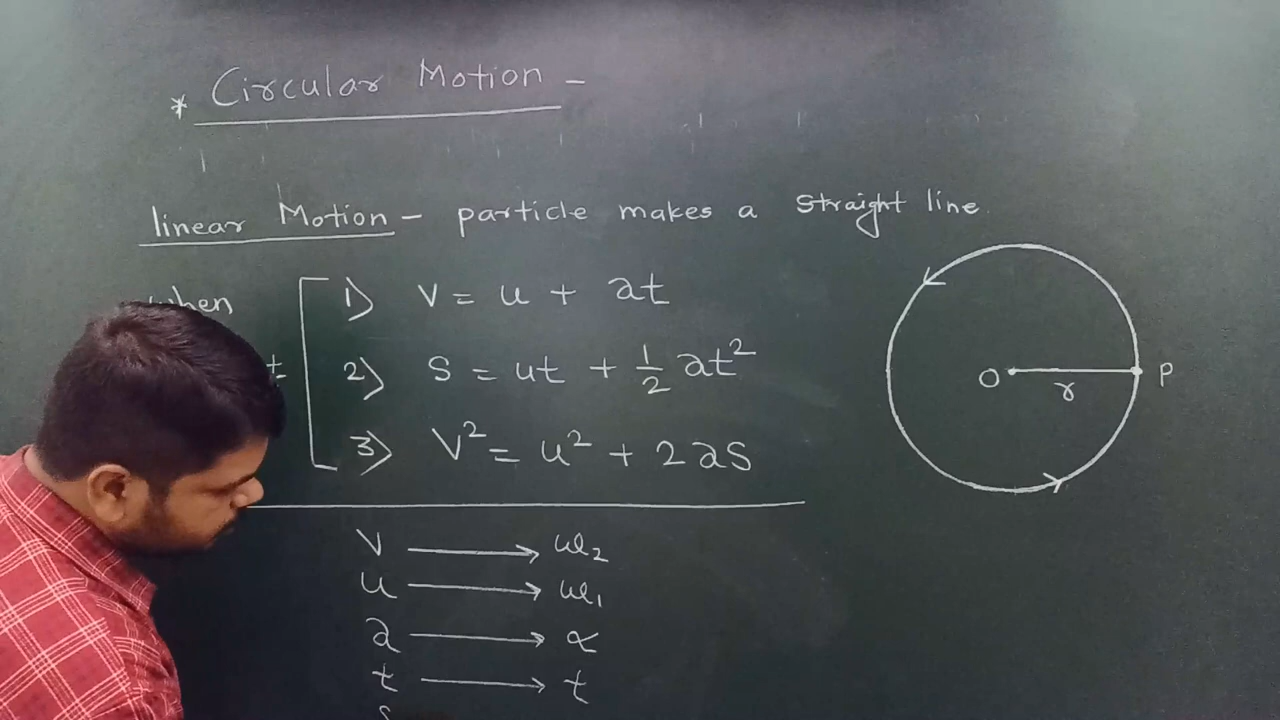 * Circular Motion -
linear Motion - particle makes a straight line
when
1) v = u + at
t
2) s = ut + 1/2 at²
3) v² = u² + 2as
O r P
v → ω₂
u → ω₁
a → α
t → t